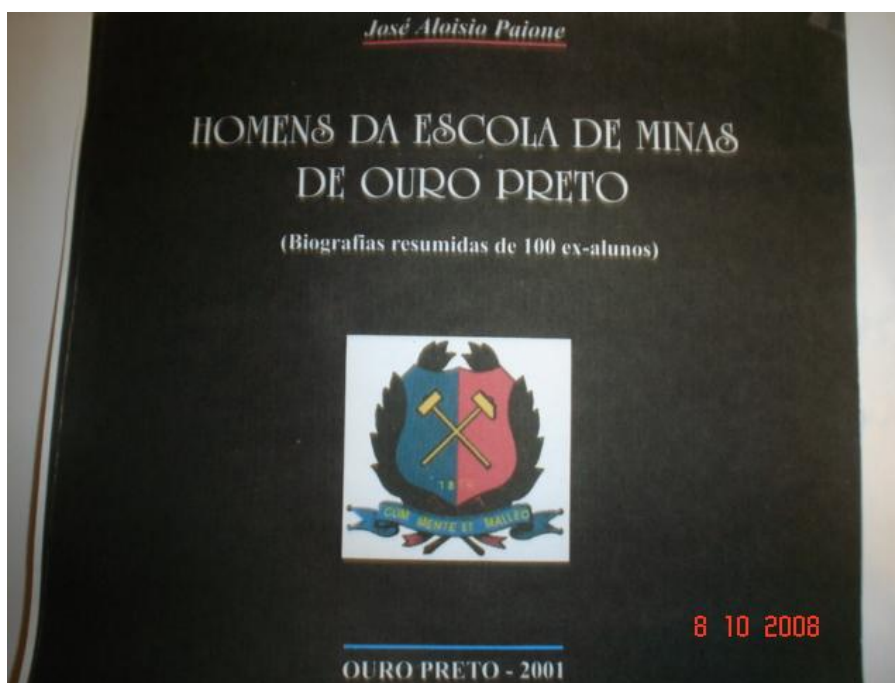 José Aloisio Paione
HOMENS DA ESCOLA DE MINAS
DE OURO PRETO
(Biografias resumidas de 100 ex-alunos)
1876
CUM MENTE ET MALLEO
8 10 2008
OURO PRETO - 2001